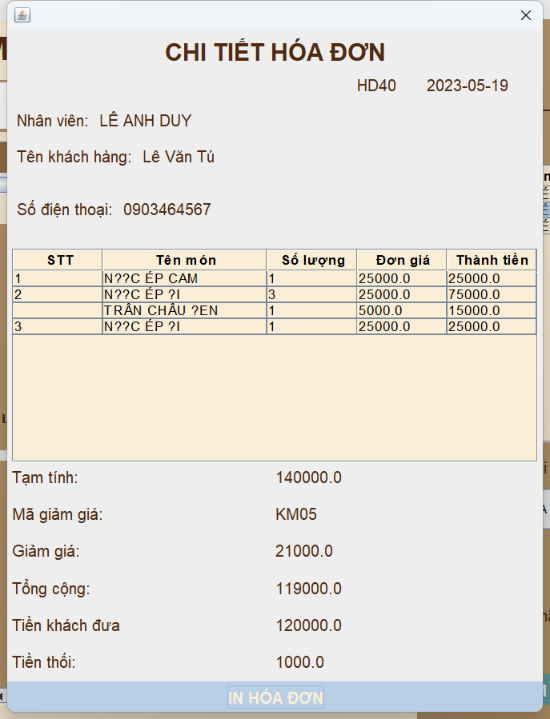 CHI TIẾT HÓA ĐƠN
HD40 2023-05-19
Nhân viên: LÊ ANH DUY
Tên khách hàng: Lê Văn Tú
Số điện thoại: 0903464567
STT Tên món Số lượng Đơn giá Thành tiền
1 N??C ÉP CAM 1 25000.0 25000.0
2 N??C ÉP ?I 3 25000.0 75000.0
TRÂN CHÂU ?EN 1 5000.0 15000.0
3 N??C ÉP ?I 1 25000.0 25000.0
Tạm tính: 140000.0
Mã giảm giá: KM05
Giảm giá: 21000.0
Tổng cộng: 119000.0
Tiền khách đưa 120000.0
Tiền thối: 1000.0
IN HÓA ĐƠN